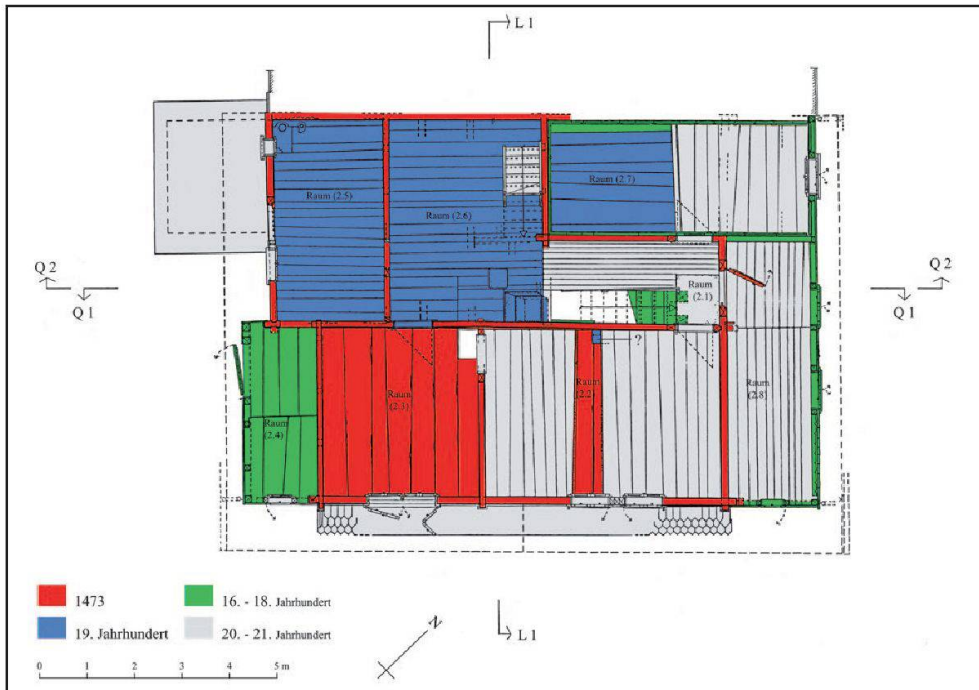 L 1
Raum (2.5)
Raum (2.6)
Raum (2.7)
Q 2
Q 1
Raum
(2.1)
?
Q 2
Q 1
?
Raum
(2.3)
Raum
(2.2)
Raum
(2.8)
Raum
(2.4)
1473
16. - 18. Jahrhundert
19. Jahrhundert
20. - 21. Jahrhundert
L 1
N
0 1 2 3 4 5 m